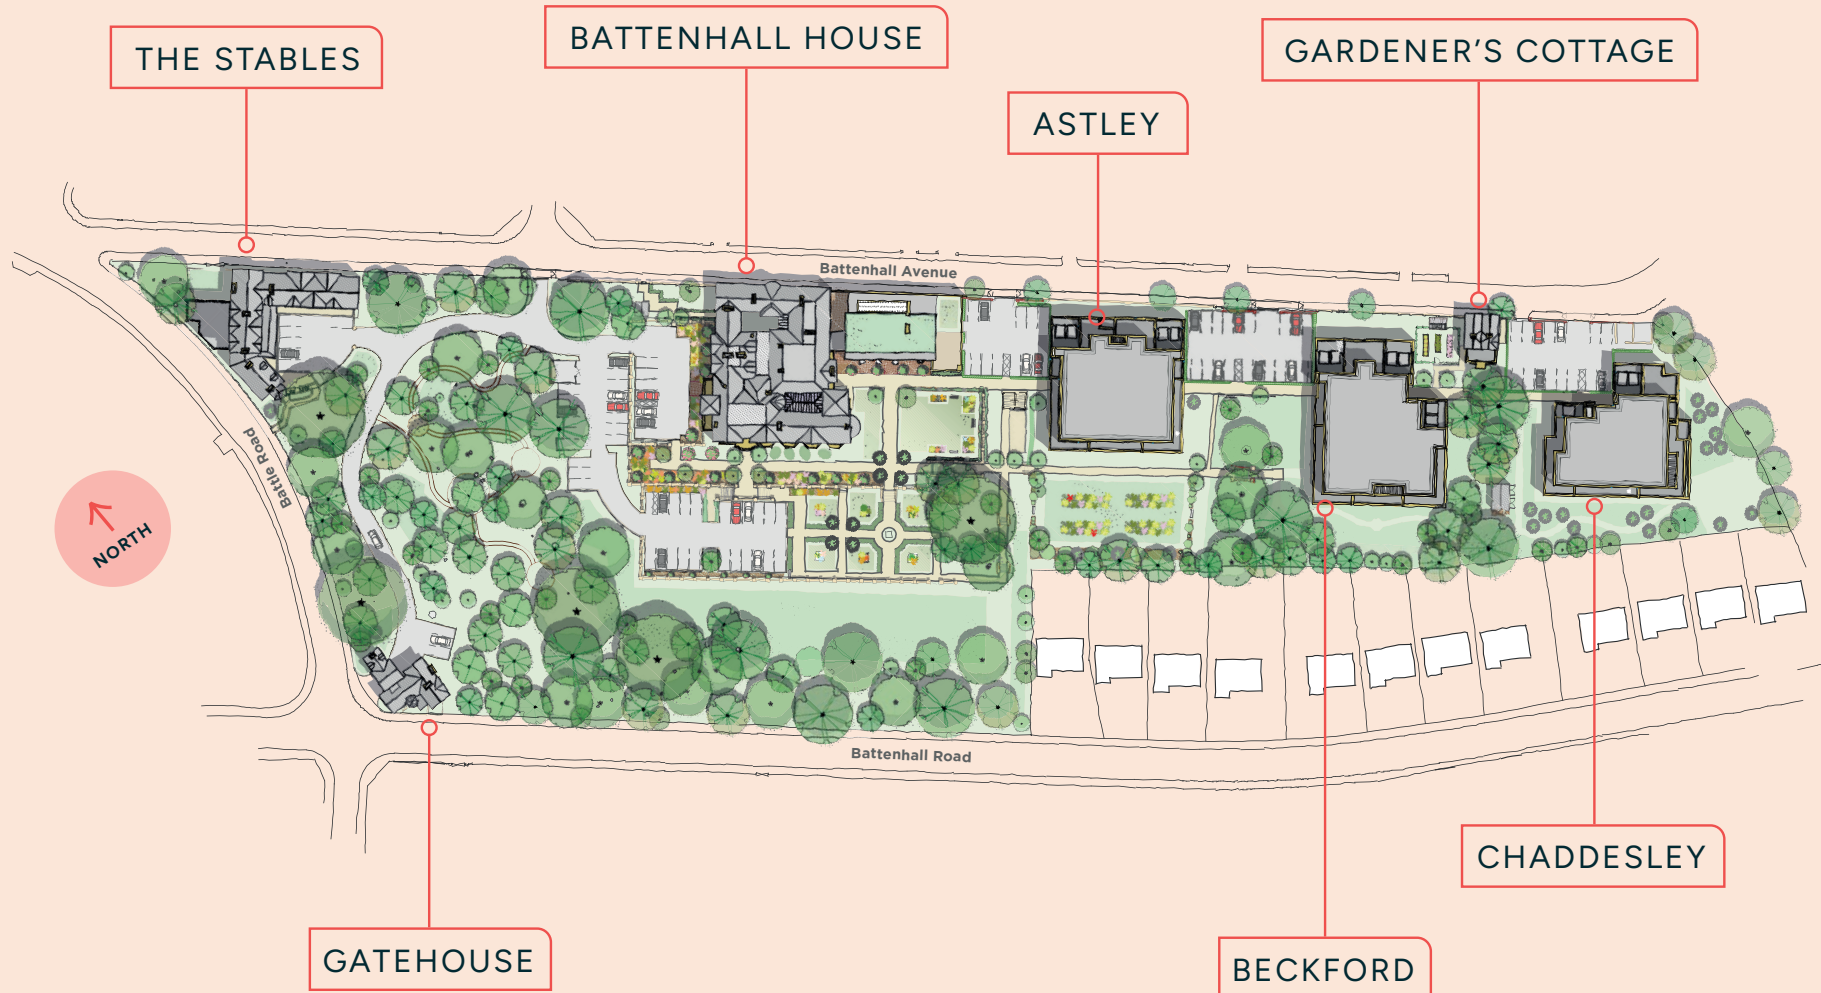 THE STABLES
BATTENHALL HOUSE
GARDENER'S COTTAGE
ASTLEY
Battenhall Avenue
Battle Road
NORTH
Battenhall Road
CHADDESLEY
GATEHOUSE
BECKFORD